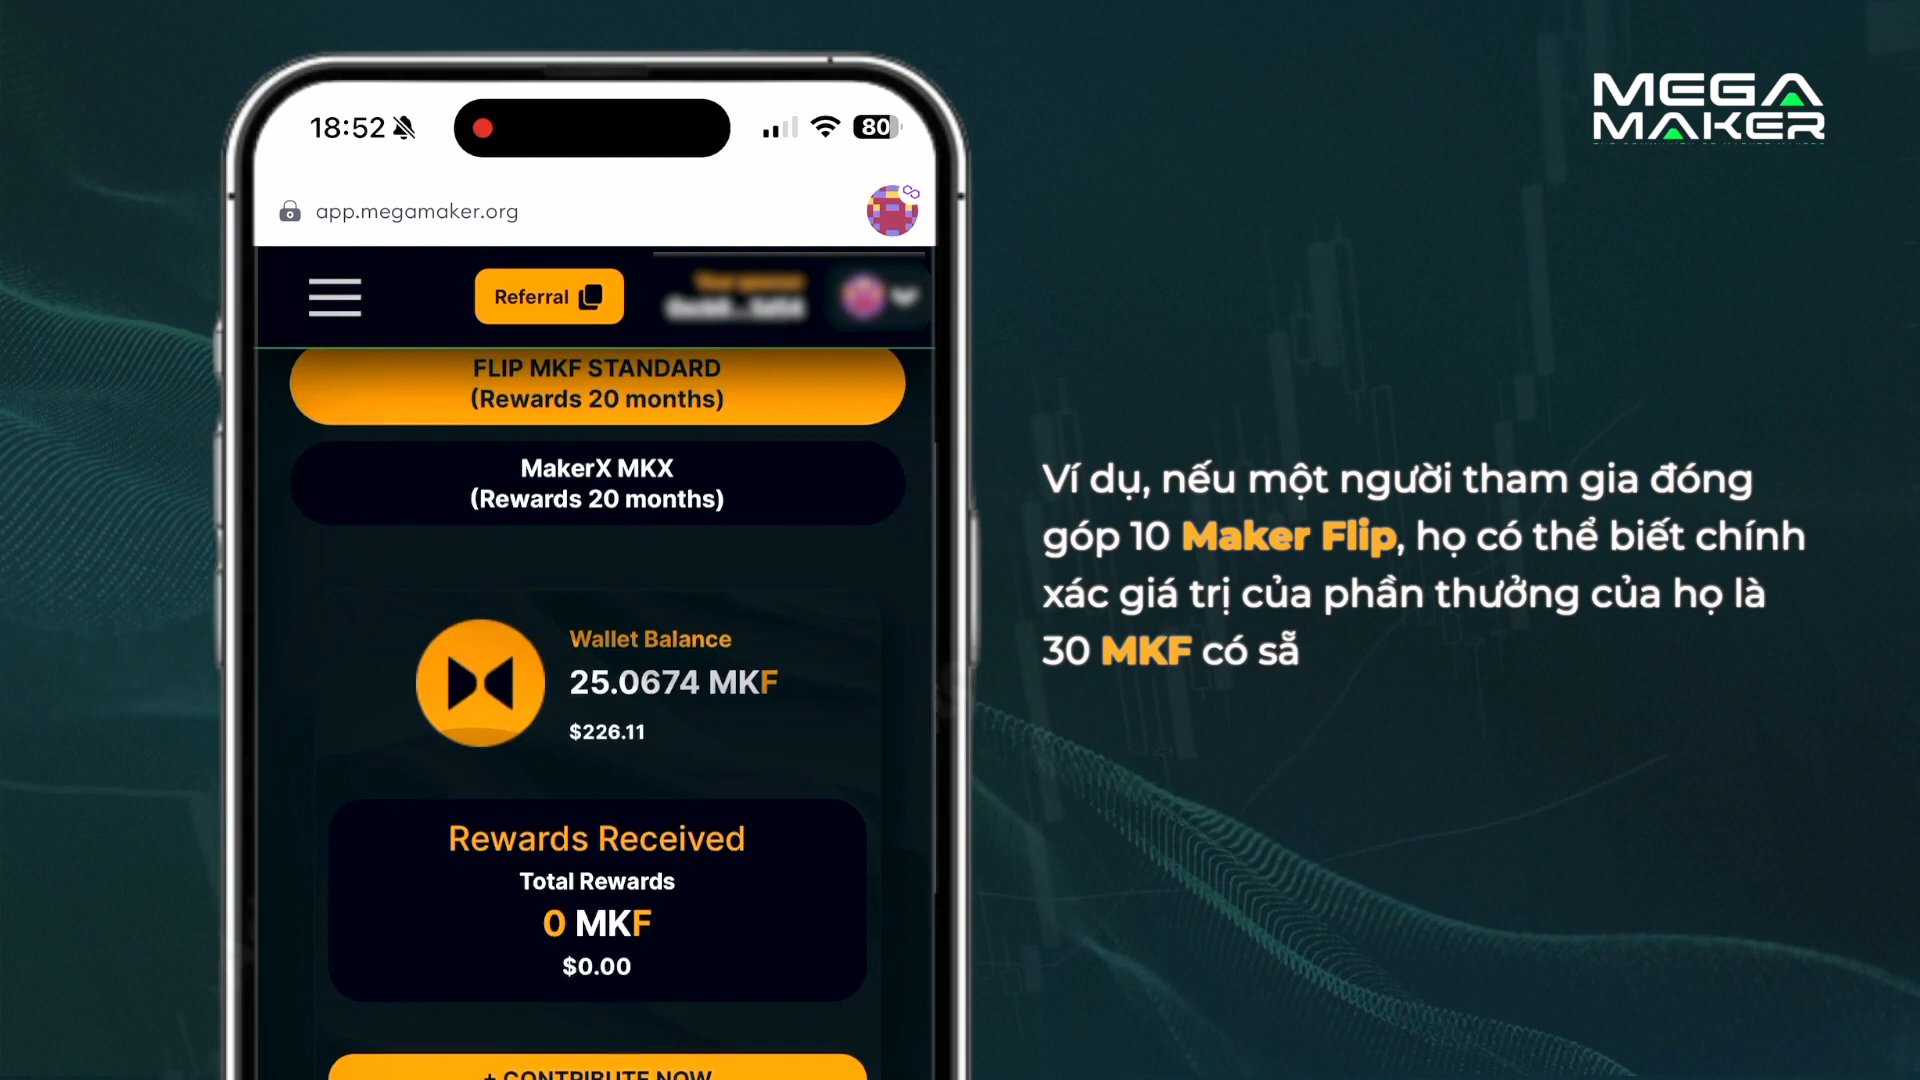 MEGA
MAKER
18:52
80
app.megamaker.org
Referral
FLIP MKF STANDARD
(Rewards 20 months)
MakerX MKX
(Rewards 20 months)
Wallet Balance
25.0674 MKF
$226.11
Rewards Received
Total Rewards
0 MKF
$0.00
+ CONTRIBUTE NOW
Ví dụ, nếu một người tham gia đóng
góp 10 Maker Flip, họ có thể biết chính
xác giá trị của phần thưởng của họ là
30 MKF có sẵ